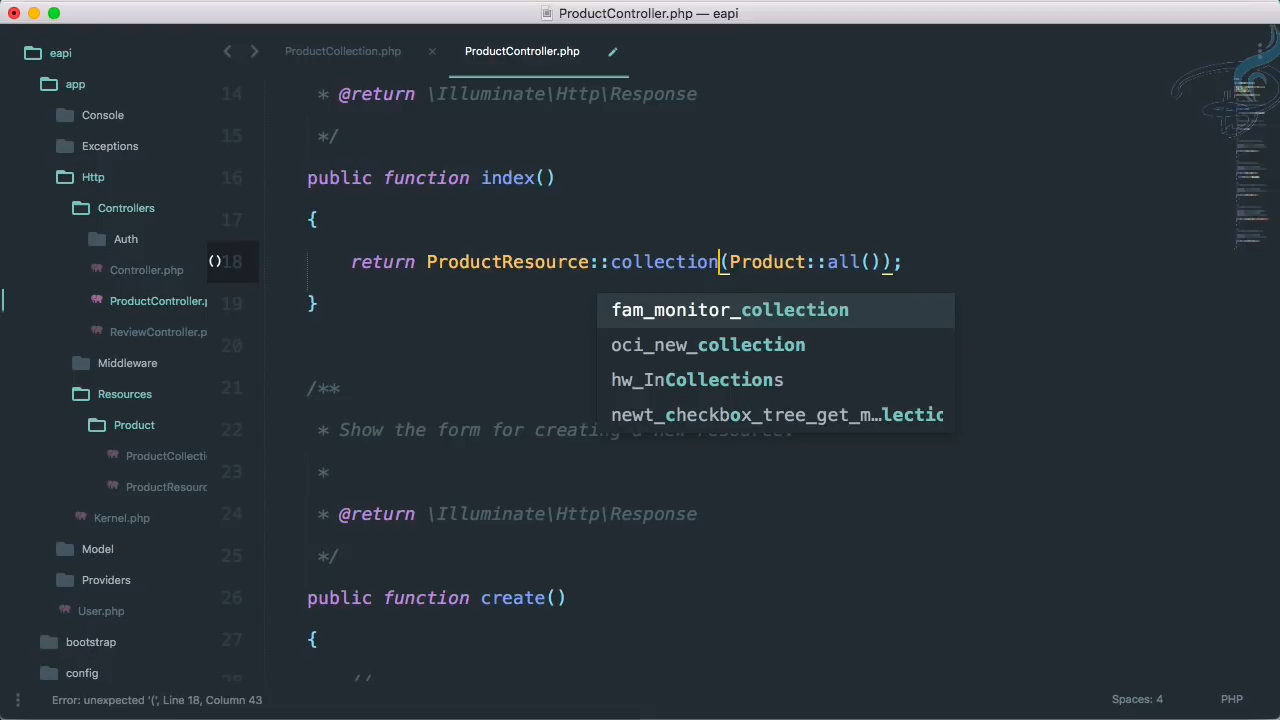 ProductController.php — eapi
eapi
app
Console
Exceptions
Http
Controllers
Auth
Controller.php
ProductController.p
ReviewController.p
Middleware
Resources
Product
ProductCollecti
ProductResourc
Kernel.php
Model
Providers
User.php
bootstrap
config
ProductCollection.php ×
ProductController.php
14 * @return \Illuminate\Http\Response
15 */
16 public function index()
17 {
()18 return ProductResource::collection(Product::all());
19 }
20
21 /**
22 * Show the form for creating a new resource.
23 *
24 * @return \Illuminate\Http\Response
25 */
26 public function create()
27 {
28 //
fam_monitor_collection
oci_new_collection
hw_InCollections
newt_checkbox_tree_get_m…lectic
Error: unexpected '(', Line 18, Column 43
Spaces: 4
PHP